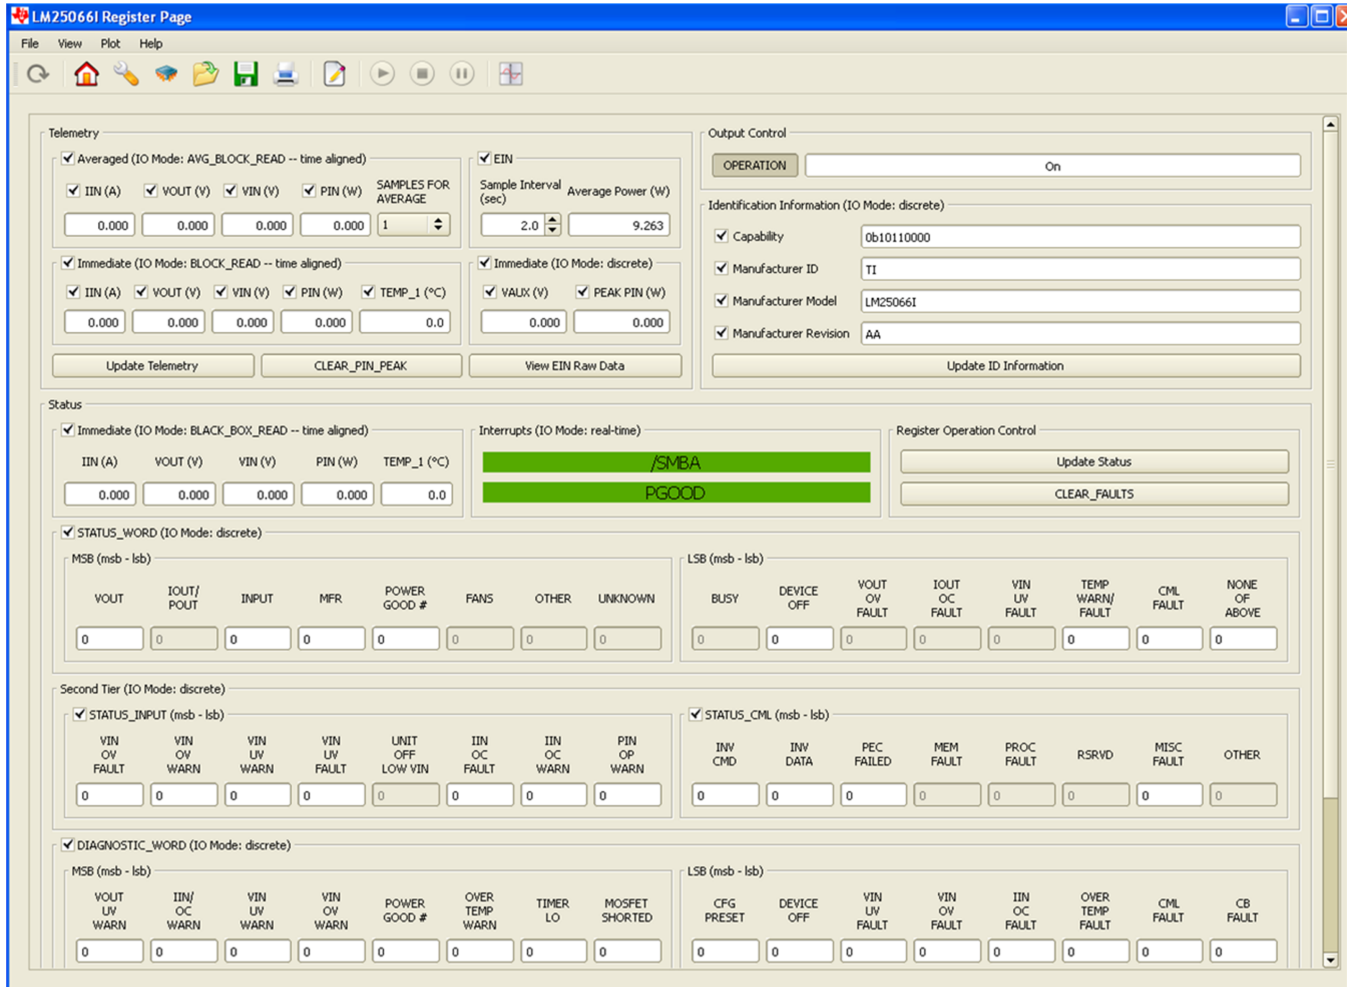 LM25066I Register Page
File View Plot Help
Telemetry
Averaged (IO Mode: AVG_BLOCK_READ -- time aligned)
IIN (A) VOUT (V) VIN (V) PIN (W) SAMPLES FOR AVERAGE
0.000 0.000 0.000 0.000 1
EIN
Sample Interval (sec) Average Power (W)
2.0 9.263
Immediate (IO Mode: BLOCK_READ -- time aligned)
IIN (A) VOUT (V) VIN (V) PIN (W) TEMP_1 (°C)
0.000 0.000 0.000 0.000 0.0
Immediate (IO Mode: discrete)
VAUX (V) PEAK PIN (W)
0.000 0.000
Update Telemetry CLEAR_PIN_PEAK View EIN Raw Data
Output Control
OPERATION On
Identification Information (IO Mode: discrete)
Capability 0b10110000
Manufacturer ID TI
Manufacturer Model LM25066I
Manufacturer Revision AA
Update ID Information
Status
Immediate (IO Mode: BLACK_BOX_READ -- time aligned)
IIN (A) VOUT (V) VIN (V) PIN (W) TEMP_1 (°C)
0.000 0.000 0.000 0.000 0.0
Interrupts (IO Mode: real-time)
/SMBA
PGOOD
Register Operation Control
Update Status
CLEAR_FAULTS
STATUS_WORD (IO Mode: discrete)
MSB (msb - lsb)
VOUT IOUT/ POUT INPUT MFR POWER GOOD # FANS OTHER UNKNOWN
0 0 0 0 0 0 0 0
LSB (msb - lsb)
BUSY DEVICE OFF VOUT OV FAULT IOUT OC FAULT VIN UV FAULT TEMP WARN/ FAULT CML FAULT NONE OF ABOVE
0 0 0 0 0 0 0 0
Second Tier (IO Mode: discrete)
STATUS_INPUT (msb - lsb)
VIN OV FAULT VIN OV WARN VIN UV WARN VIN UV FAULT UNIT OFF LOW VIN IIN OC FAULT IIN OC WARN PIN OP WARN
0 0 0 0 0 0 0 0
STATUS_CML (msb - lsb)
INV CMD INV DATA PEC FAILED MEM FAULT PROC FAULT RSRVD MISC FAULT OTHER
0 0 0 0 0 0 0 0
DIAGNOSTIC_WORD (IO Mode: discrete)
MSB (msb - lsb)
VOUT UV WARN IIN/ OC WARN VIN UV WARN VIN OV WARN POWER GOOD # OVER TEMP WARN TIMER LO MOSFET SHORTED
0 0 0 0 0 0 0 0
LSB (msb - lsb)
CFG PRESET DEVICE OFF VIN UV FAULT VIN OV FAULT IIN OC FAULT OVER TEMP FAULT CML FAULT CB FAULT
0 0 0 0 0 0 0 0